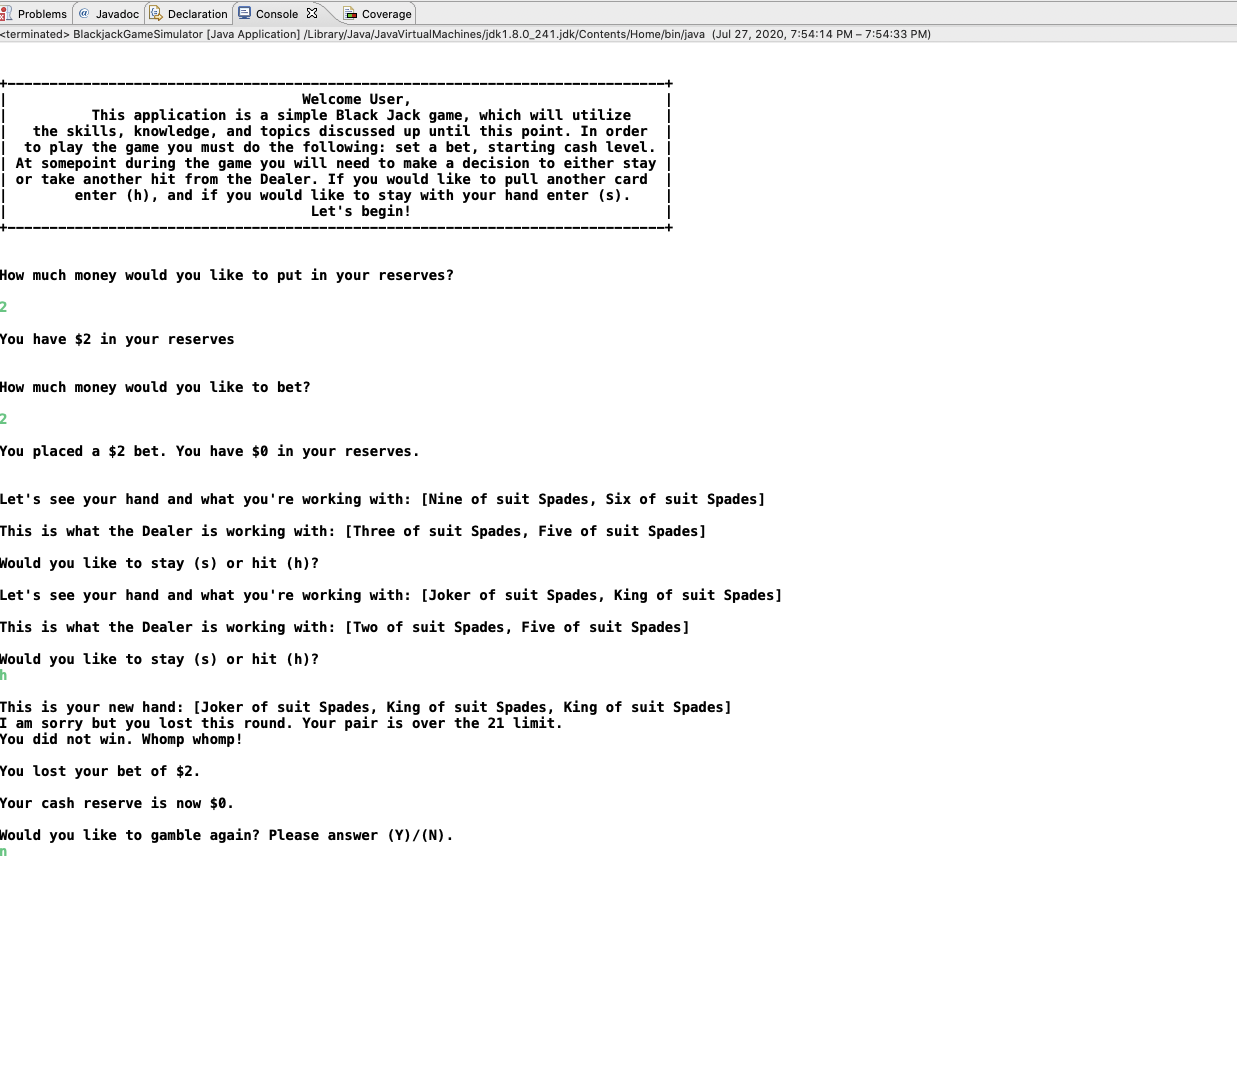 Problems @ Javadoc Declaration Console Coverage
<terminated> BlackjackGameSimulator [Java Application] /Library/Java/JavaVirtualMachines/jdk1.8.0_241.jdk/Contents/Home/bin/java (Jul 27, 2020, 7:54:14 PM – 7:54:33 PM)
+------------------------------------------------------------------------------+
| Welcome User, |
| This application is a simple Black Jack game, which will utilize |
| the skills, knowledge, and topics discussed up until this point. In order |
| to play the game you must do the following: set a bet, starting cash level. |
| At somepoint during the game you will need to make a decision to either stay |
| or take another hit from the Dealer. If you would like to pull another card |
| enter (h), and if you would like to stay with your hand enter (s). |
| Let's begin! |
+------------------------------------------------------------------------------+
How much money would you like to put in your reserves?
2
You have $2 in your reserves
How much money would you like to bet?
2
You placed a $2 bet. You have $0 in your reserves.
Let's see your hand and what you're working with: [Nine of suit Spades, Six of suit Spades]
This is what the Dealer is working with: [Three of suit Spades, Five of suit Spades]
Would you like to stay (s) or hit (h)?
Let's see your hand and what you're working with: [Joker of suit Spades, King of suit Spades]
This is what the Dealer is working with: [Two of suit Spades, Five of suit Spades]
Would you like to stay (s) or hit (h)?
h
This is your new hand: [Joker of suit Spades, King of suit Spades, King of suit Spades]
I am sorry but you lost this round. Your pair is over the 21 limit.
You did not win. Whomp whomp!
You lost your bet of $2.
Your cash reserve is now $0.
Would you like to gamble again? Please answer (Y)/(N).
n